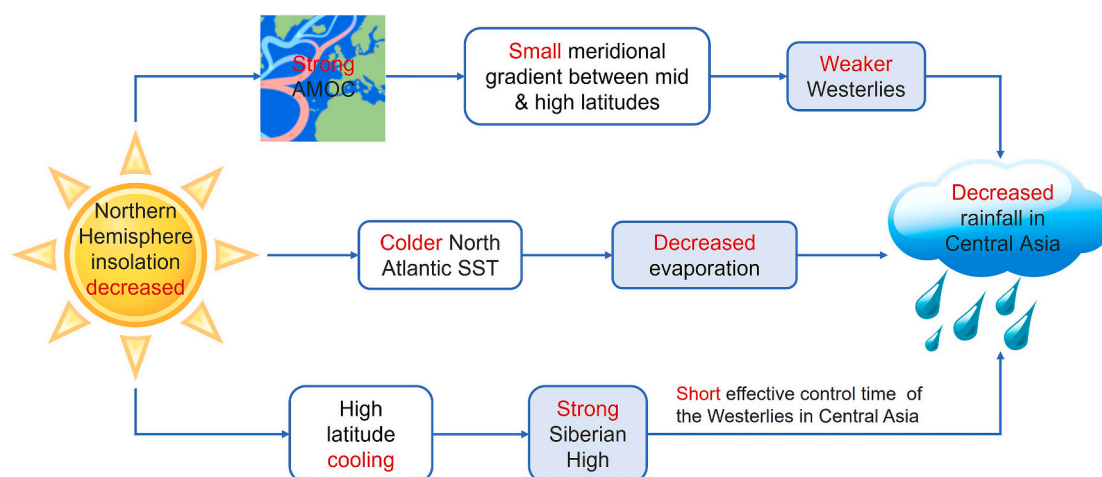 Strong
AMOC
Small meridional
gradient between mid
& high latitudes
Weaker
Westerlies
Northern
Hemisphere
insolation
decreased
Colder North
Atlantic SST
Decreased
evaporation
Decreased
rainfall in
Central Asia
High
latitude
cooling
Strong
Siberian
High
Short effective control time of
the Westerlies in Central Asia